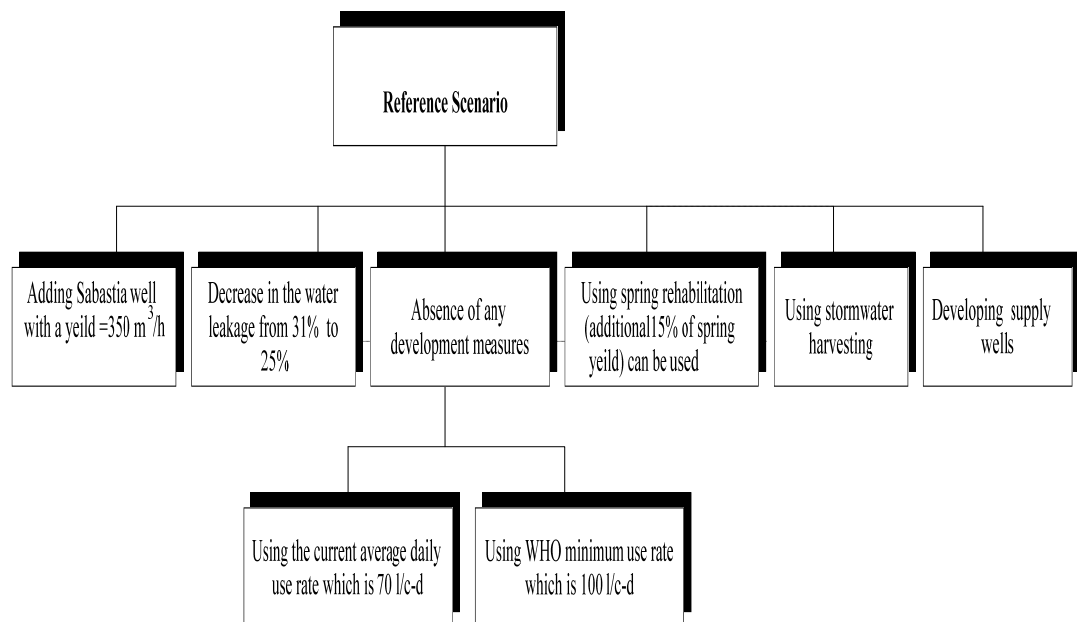 Reference Scenario
Adding Sabastia well
with a yeild =350 m³/h
Decrease in the water
leakage from 31% to
25%
Absence of any
development measures
Using spring rehabilitation
(additional15% of spring
yeild) can be used
Using stormwater
harvesting
Developing supply
wells
Using the current average daily
use rate which is 70 l/c-d
Using WHO minimum use rate
which is 100 l/c-d